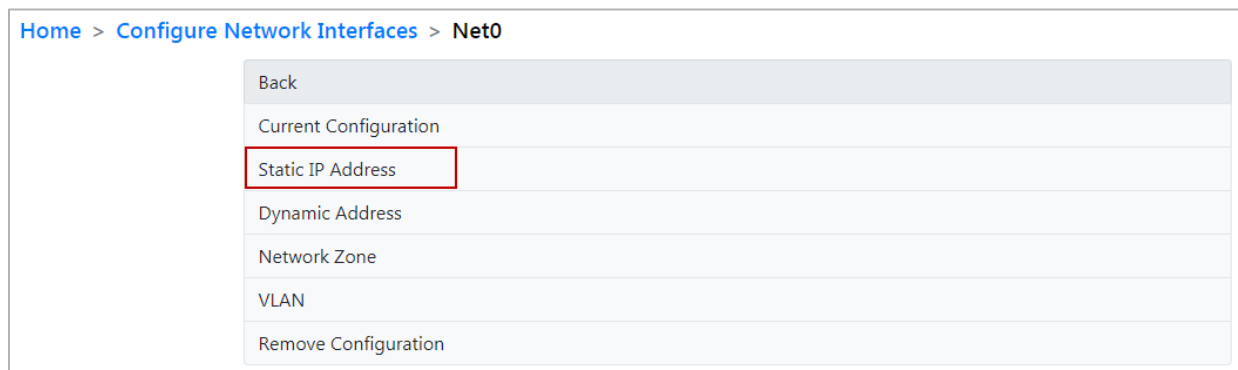 Home > Configure Network Interfaces > Net0
Back
Current Configuration
Static IP Address
Dynamic Address
Network Zone
VLAN
Remove Configuration